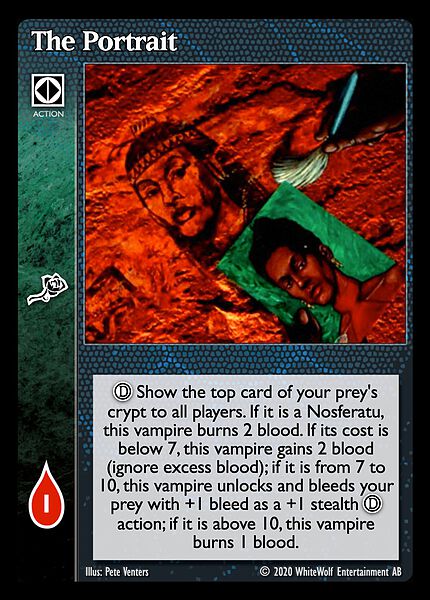 The Portrait
ACTION
Ⓓ Show the top card of your prey's
crypt to all players. If it is a Nosferatu,
this vampire burns 2 blood. If its cost is
below 7, this vampire gains 2 blood
(ignore excess blood); if it is from 7 to
10, this vampire unlocks and bleeds your
prey with +1 bleed as a +1 stealth Ⓓ
action; if it is above 10, this vampire
burns 1 blood.
1
Illus: Pete Venters © 2020 WhiteWolf Entertainment AB